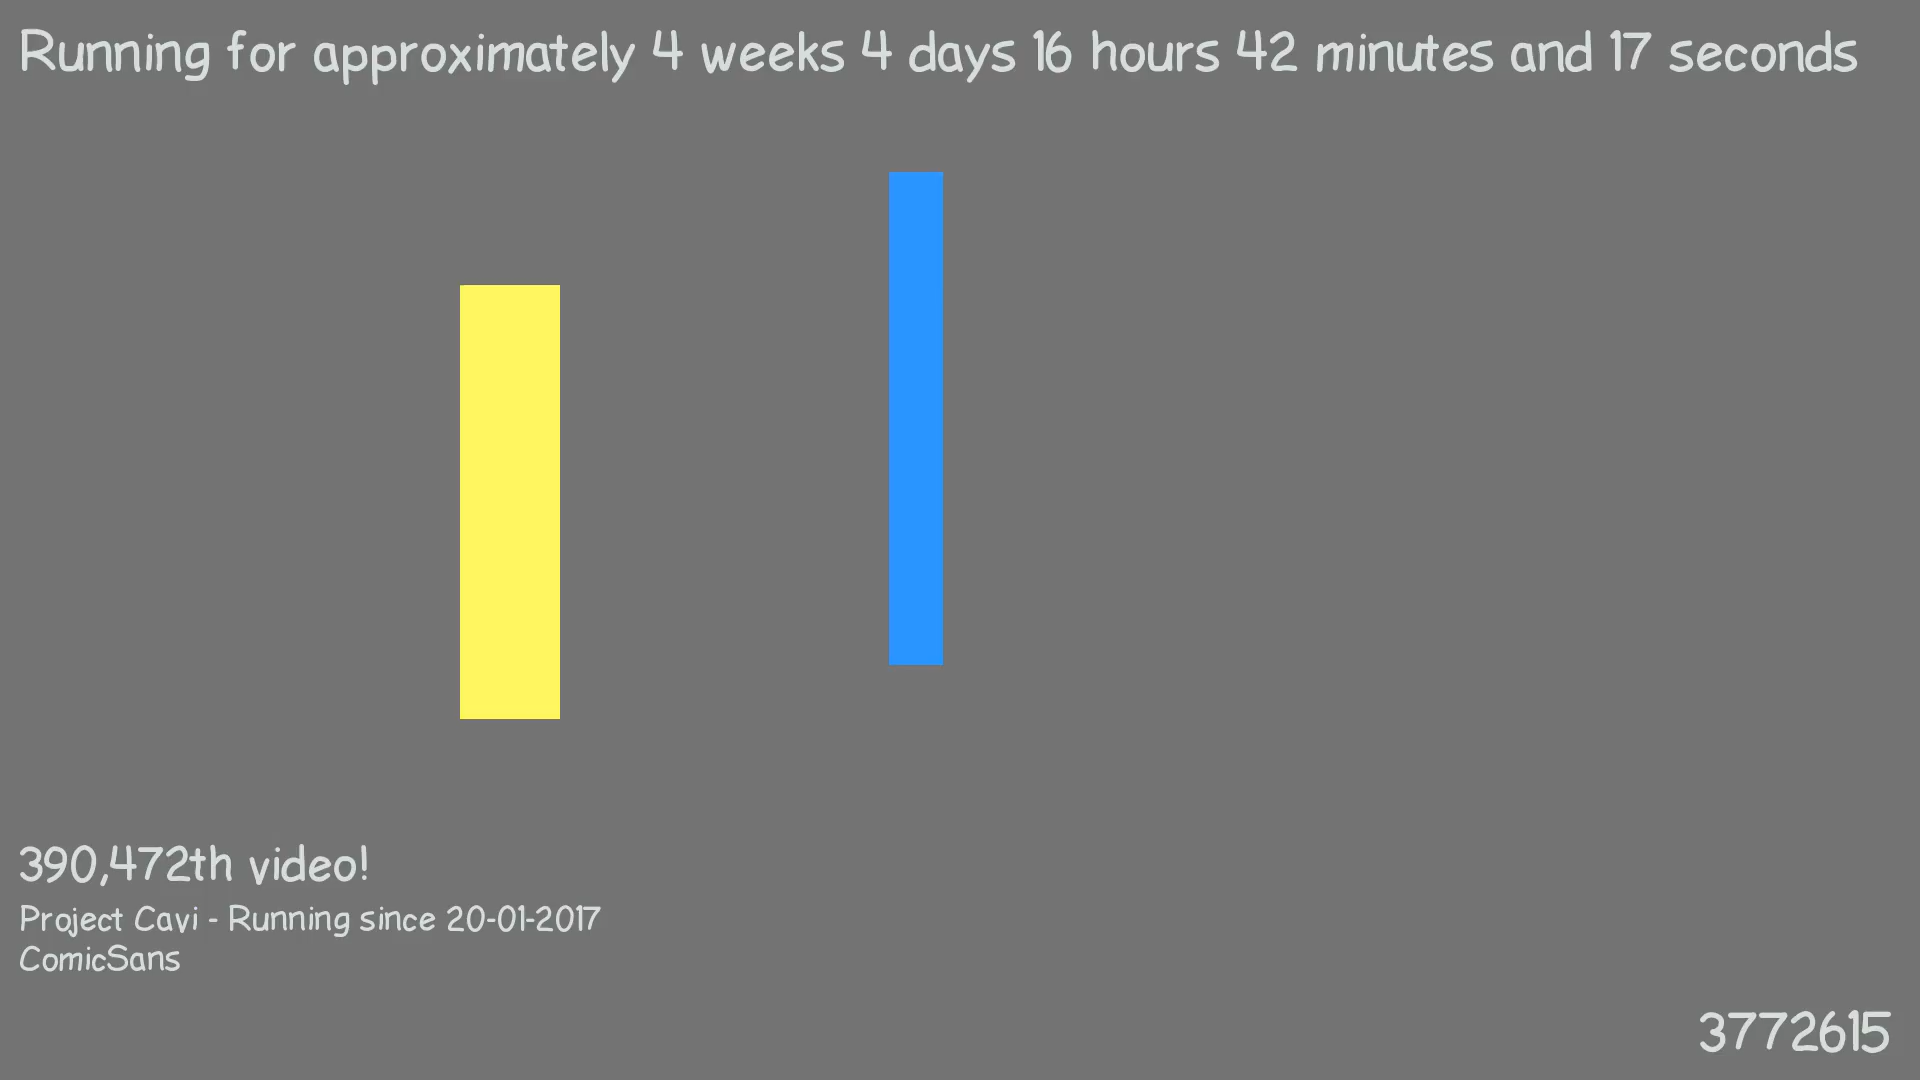 Running for approximately 4 weeks 4 days 16 hours 42 minutes and 17 seconds
390,472th video!
Project Cavi - Running since 20-01-2017
ComicSans
3772615